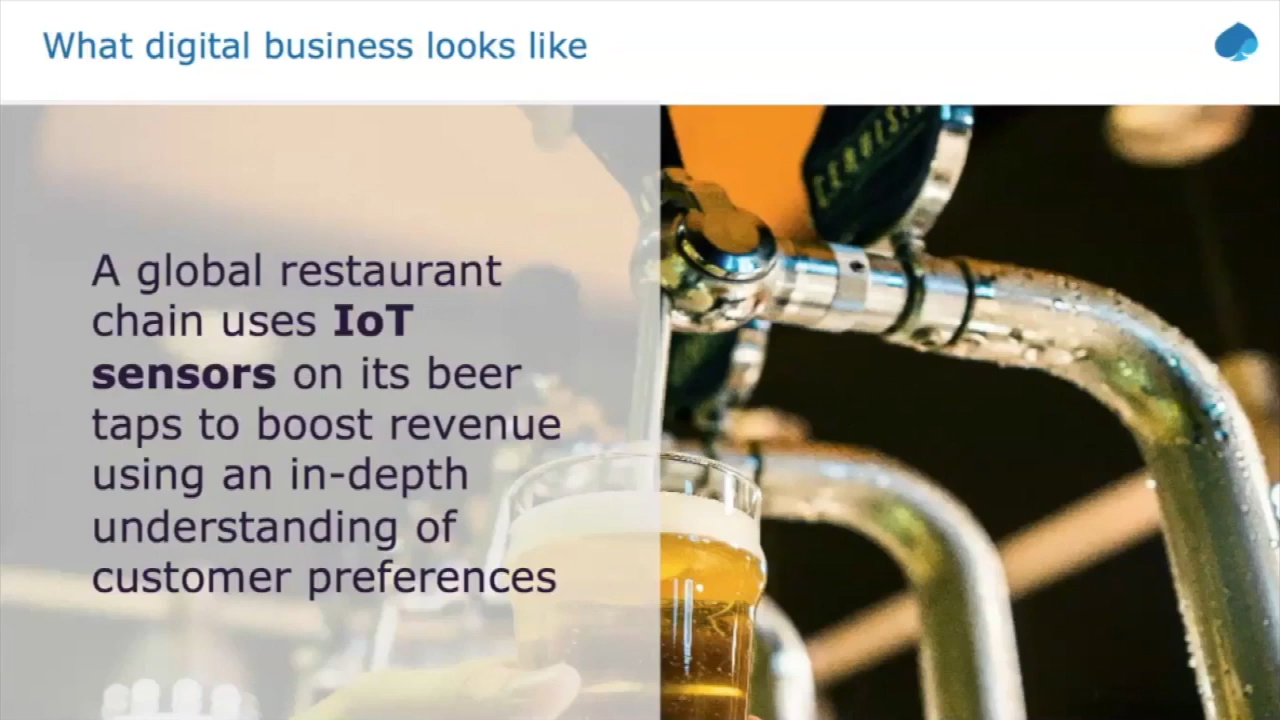 What digital business looks like
A global restaurant
chain uses IoT
sensors on its beer
taps to boost revenue
using an in-depth
understanding of
customer preferences